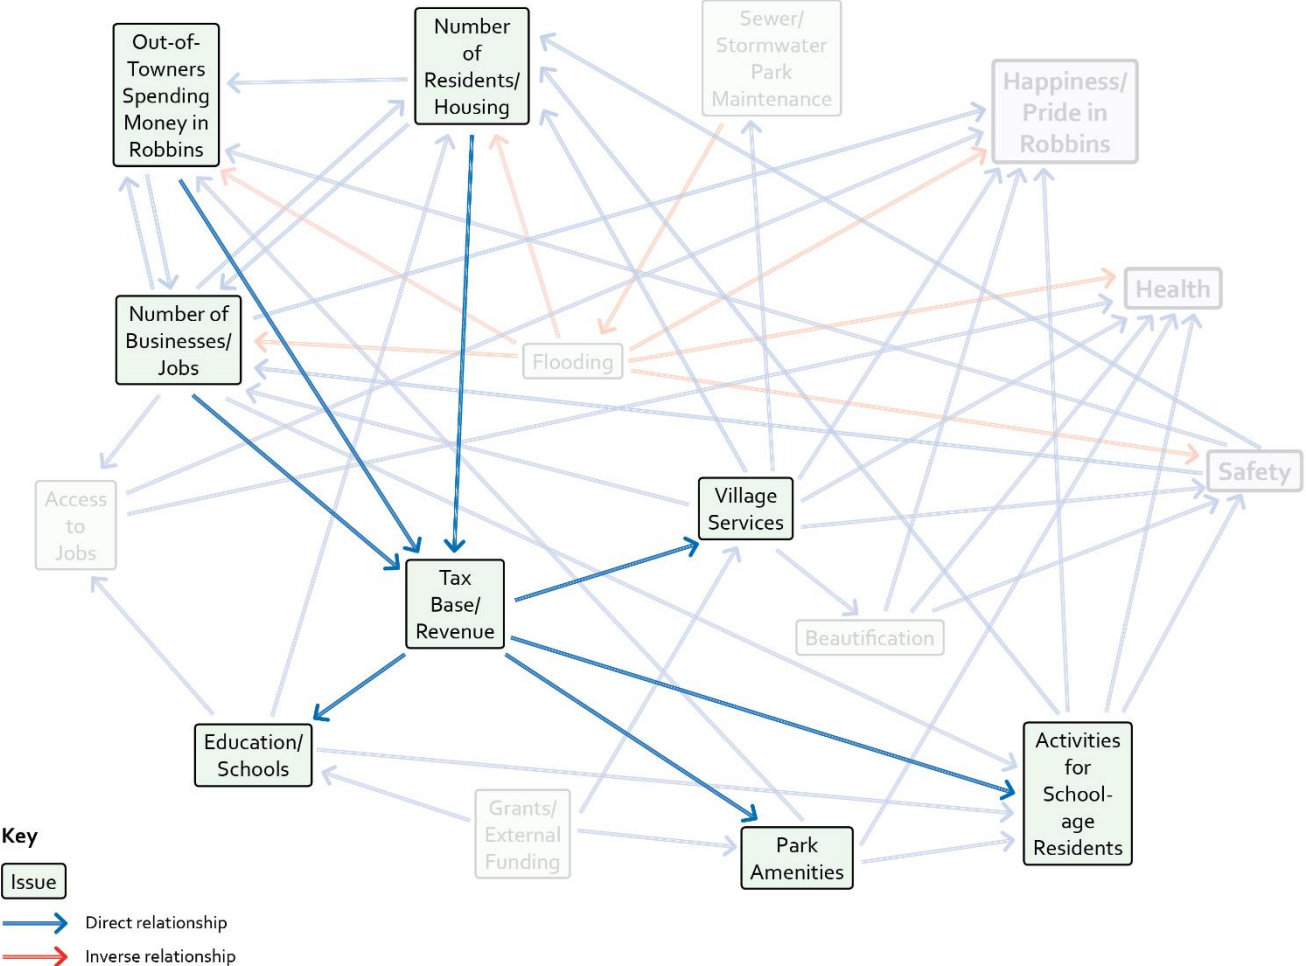 Out-of-
Towners
Spending
Money in
Robbins
Number
of
Residents/
Housing
Sewer/
Stormwater
Park
Maintenance
Happiness/
Pride in
Robbins
Number of
Businesses/
Jobs
Flooding
Health
Access
to
Jobs
Village
Services
Safety
Tax
Base/
Revenue
Beautification
Education/
Schools
Grants/
External
Funding
Park
Amenities
Activities
for
School-
age
Residents
Key
Issue
Direct relationship
Inverse relationship